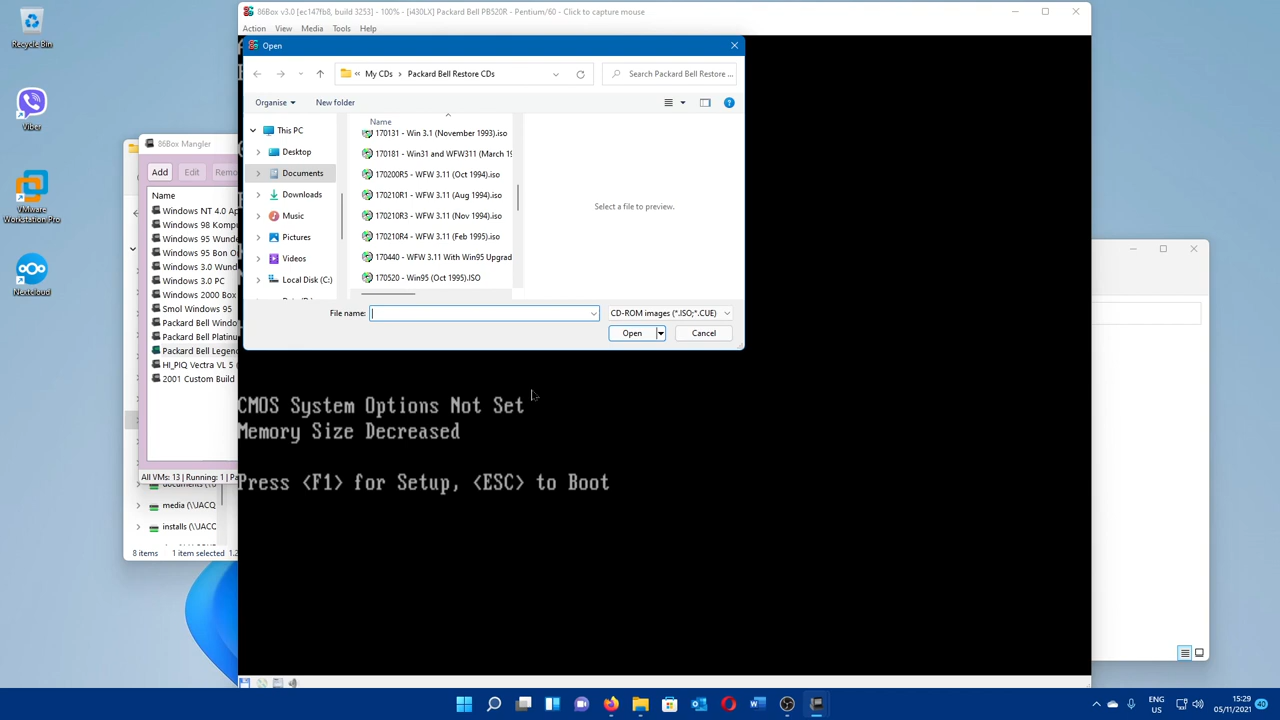 86Box v3.0 [ec147fb8, build 3253] - 100% - [i430LX] Packard Bell PB520R - Pentium/60 - Click to capture mouse
Action View Media Tools Help
Recycle Bin
Viber
VMware
Workstation Pro
Nextcloud
86Box Mangler
Add Edit Remo
Name
Windows NT 4.0 Ap
Windows 98 Komp
Windows 95 Wund
Windows 95 Bon O
Windows 3.0 Wund
Windows 3.0 PC
Windows 2000 Box
Smol Windows 95
Packard Bell Windo
Packard Bell Platinu
Packard Bell Legend
HI_PIQ Vectra VL 5 (
2001 Custom Build
All VMs: 13 | Running: 1 | Pa
media (\\JACQ
installs (\\JACQ
8 items 1 item selected 1.2
Open
My CDs Packard Bell Restore CDs
Search Packard Bell Restore ...
Organise New folder
This PC
Desktop
Documents
Downloads
Music
Pictures
Videos
Local Disk (C:)
Name
170131 - Win 3.1 (November 1993).iso
170181 - Win31 and WFW311 (March 19
170200R5 - WFW 3.11 (Oct 1994).iso
170210R1 - WFW 3.11 (Aug 1994).iso
170210R3 - WFW 3.11 (Nov 1994).iso
170210R4 - WFW 3.11 (Feb 1995).iso
170440 - WFW 3.11 With Win95 Upgrad
170520 - Win95 (Oct 1995).ISO
Select a file to preview.
File name: CD-ROM images (*.ISO;*.CUE)
Open Cancel
CMOS System Options Not Set
Memory Size Decreased
Press <F1> for Setup, <ESC> to Boot
ENG
US
15:29
05/11/2021